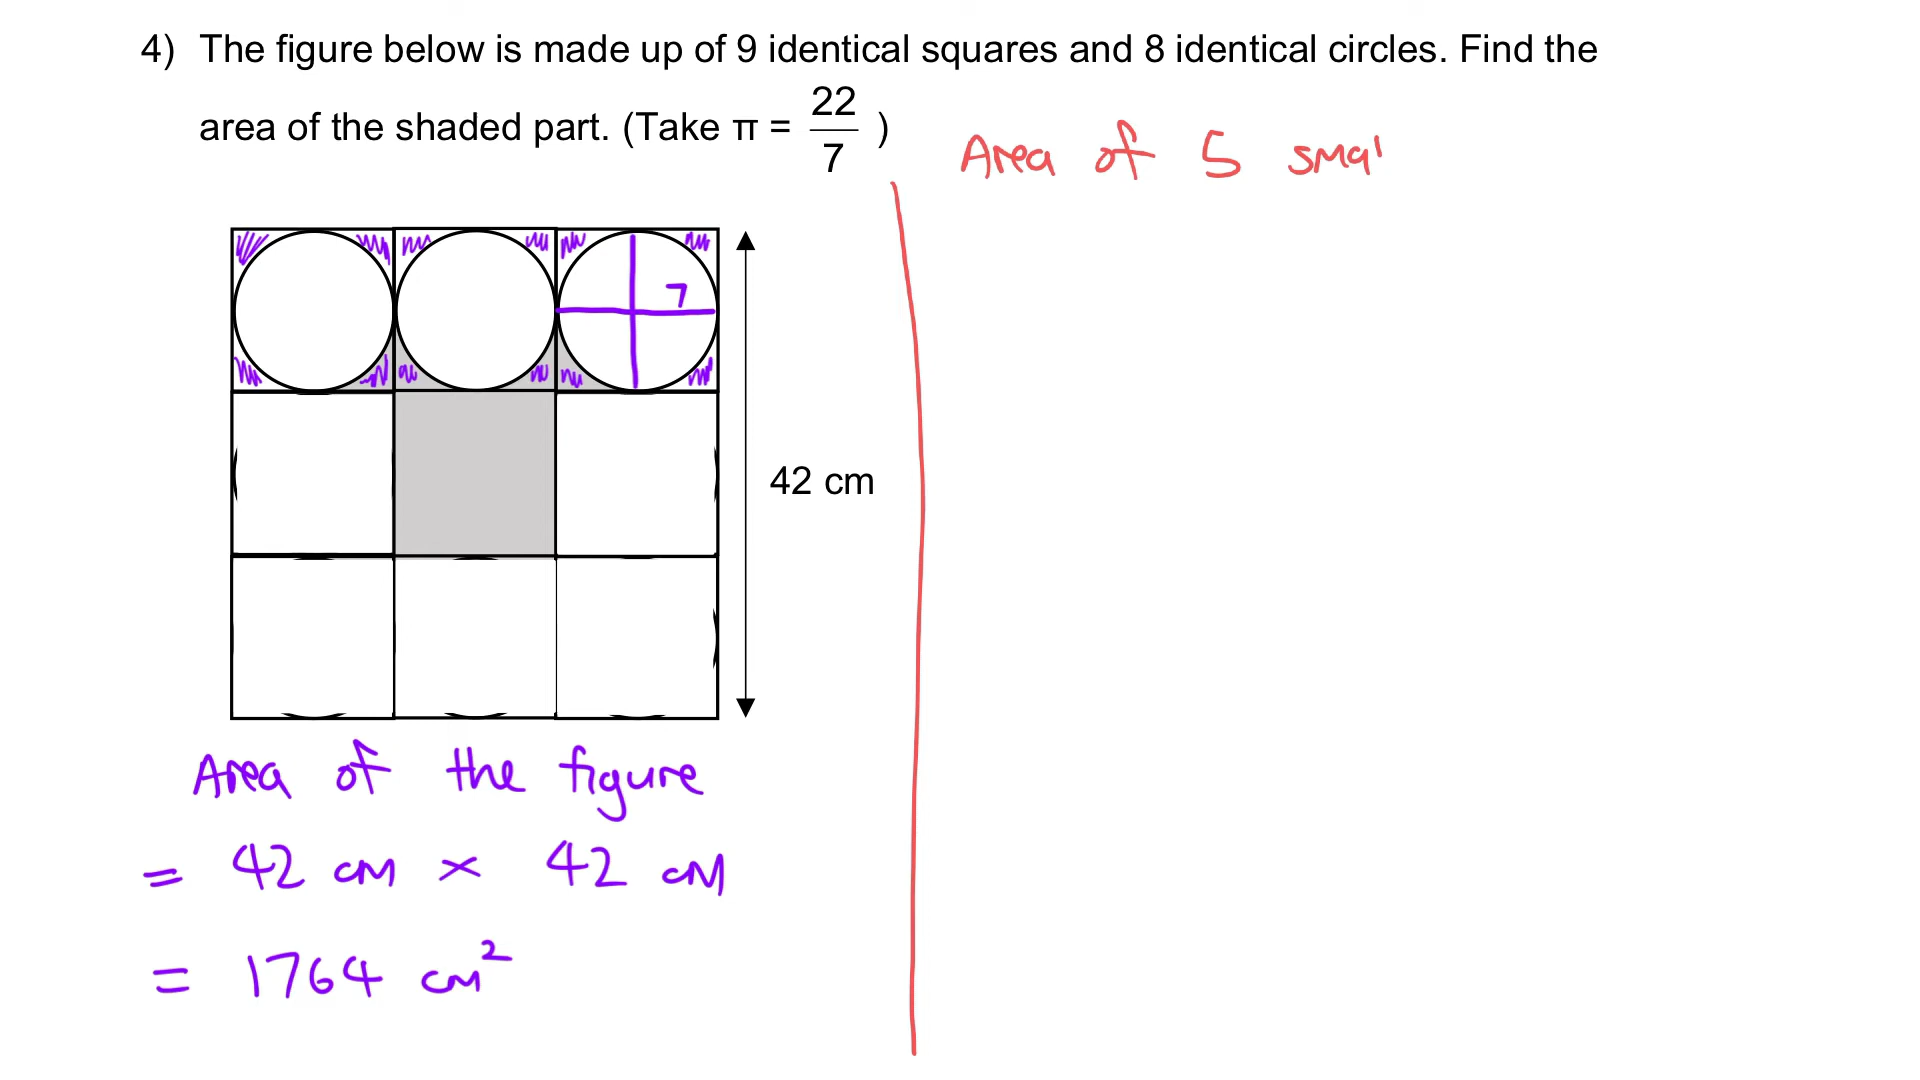 4) The figure below is made up of 9 identical squares and 8 identical circles. Find the
area of the shaded part. (Take π = 22/7 )
Area of 5 smal
7
42 cm
Area of the figure
= 42 cm × 42 cm
= 1764 cm²